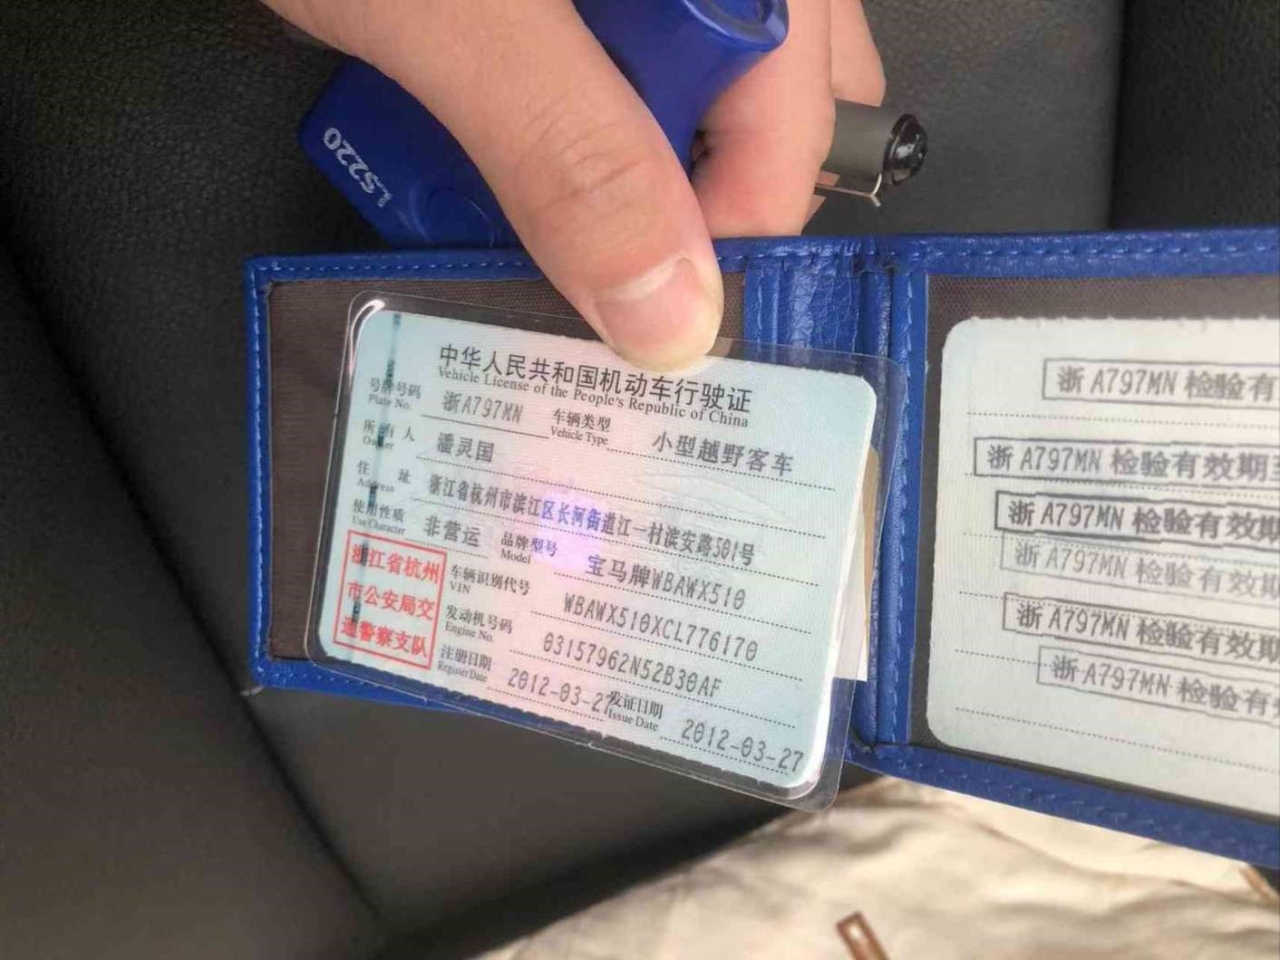 S220
中华人民共和国机动车行驶证
Vehicle License of the People's Republic of China
号牌号码 浙A797MN 车辆类型 小型越野客车
Plate No. Vehicle Type
所有人 潘灵国
Owner
住址 浙江省杭州市滨江区长河街道江一村滨安路501号
Address
使用性质 非营运 品牌型号 宝马牌WBAWX510
Use Character Model
浙江省杭州
市公安局交
通警察支队
车辆识别代号 WBAWX510XCL776170
VIN
发动机号码 03157962N52B30AF
Engine No.
注册日期 2012-03-27 发证日期 2012-03-27
Register Date Issue Date
浙A797MN 检验有
浙A797MN 检验有效期至
浙A797MN 检验有效期
浙A797MN 检验有效期
浙A797MN 检验有效期
浙A797MN 检验有